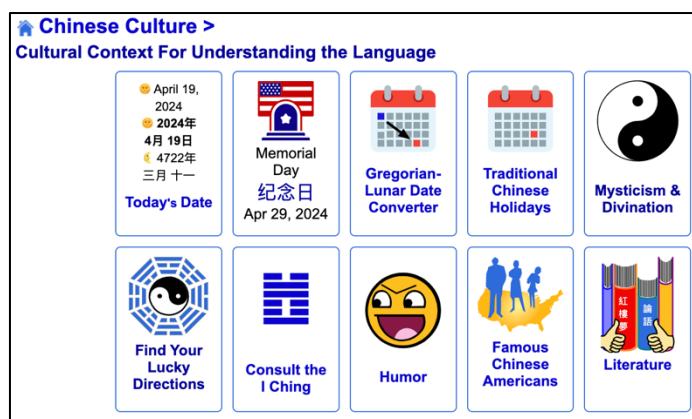 Chinese Culture >
Cultural Context For Understanding the Language
April 19,
2024
2024年
4月 19日
4722年
三月 十一
Today's Date
Memorial
Day
纪念日
Apr 29, 2024
Gregorian-
Lunar Date
Converter
Traditional
Chinese
Holidays
Mysticism &
Divination
Find Your
Lucky
Directions
Consult the
I Ching
Humor
Famous
Chinese
Americans
紅樓夢
論語
Literature